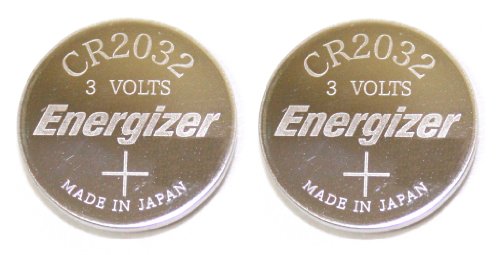 CR2032
3 VOLTS
Energizer
+
MADE IN JAPAN
CR2032
3 VOLTS
Energizer
+
MADE IN JAPAN